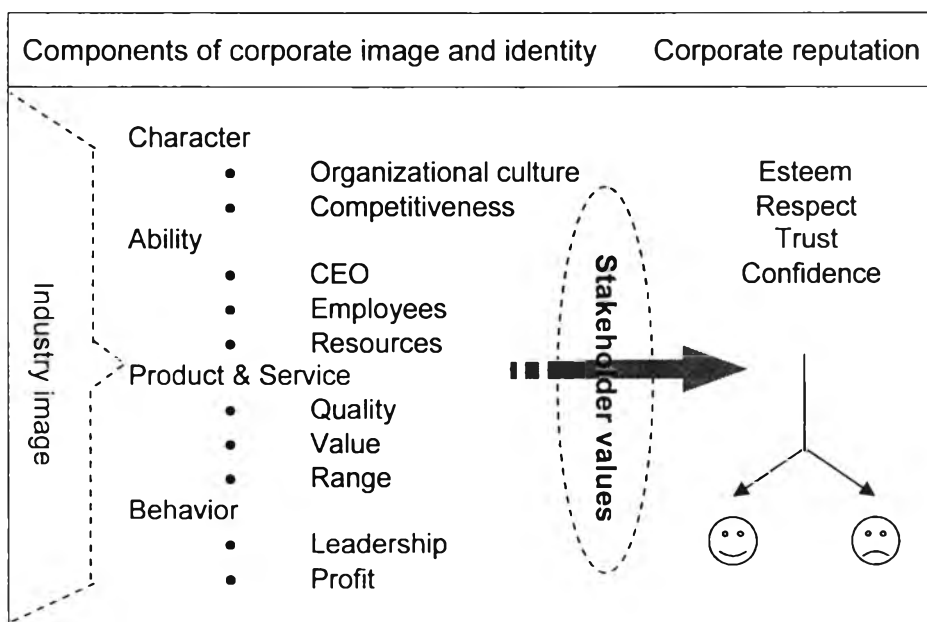 Components of corporate image and identity
Corporate reputation
Industry image
Character
• Organizational culture
• Competitiveness
Ability
• CEO
• Employees
• Resources
Product & Service
• Quality
• Value
• Range
Behavior
• Leadership
• Profit
Stakeholder values
Esteem
Respect
Trust
Confidence